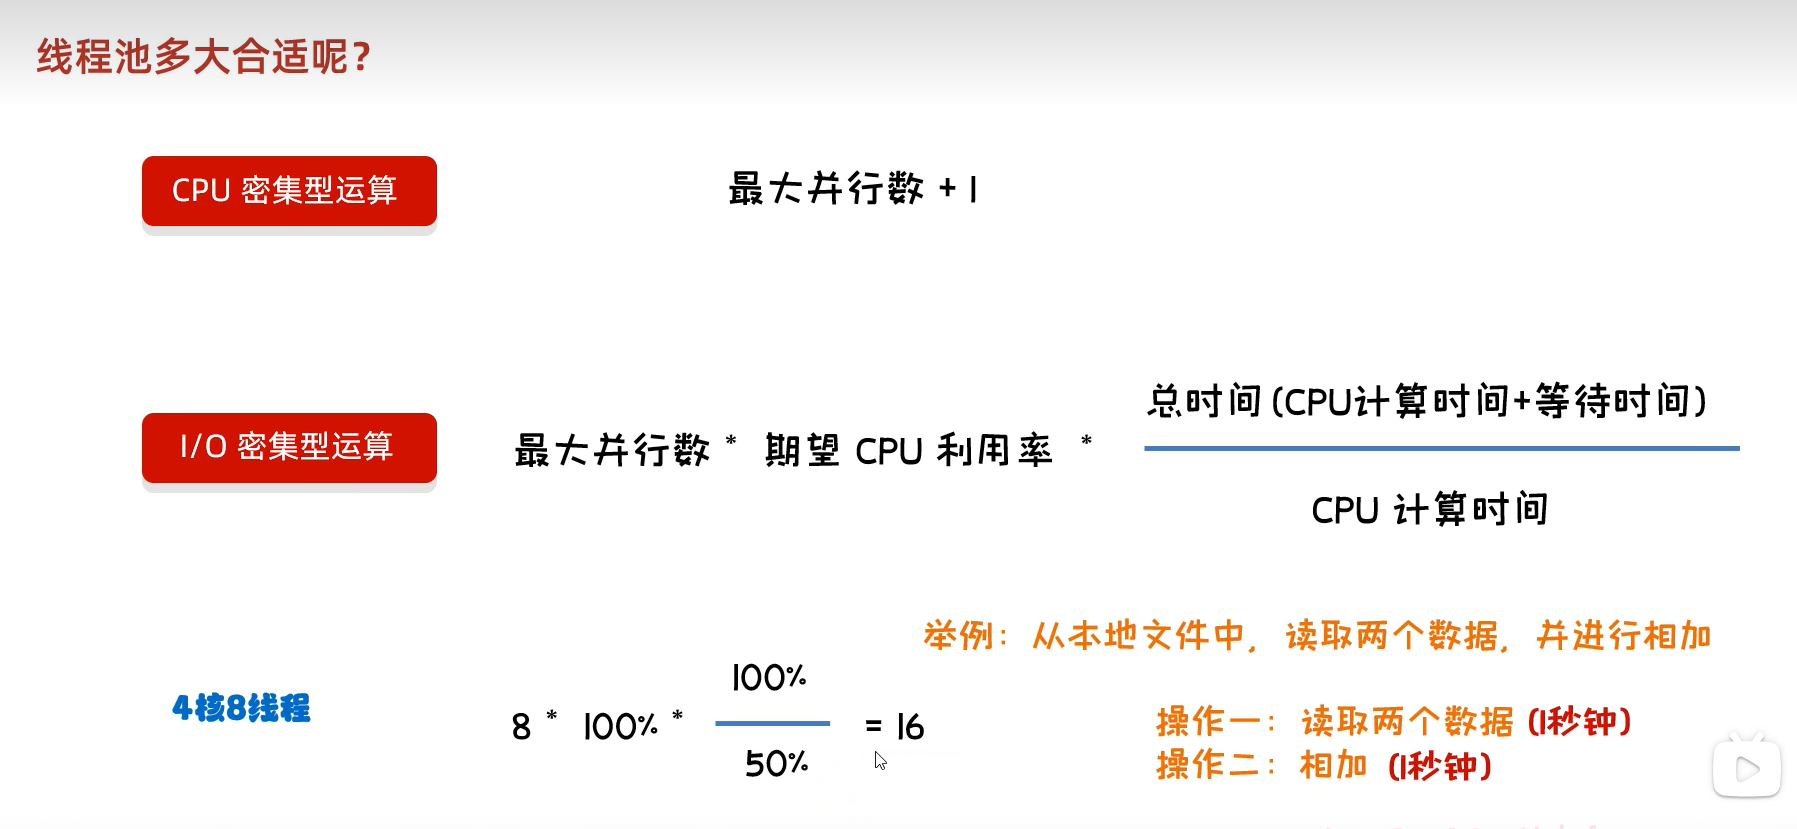 线程池多大合适呢?
CPU 密集型运算
最大并行数 + 1
I/O 密集型运算
最大并行数 * 期望 CPU 利用率 *
总时间(CPU计算时间+等待时间)
CPU 计算时间
举例：从本地文件中，读取两个数据，并进行相加
4核8线程
8 * 100% *
100%
50%
= 16
操作一：读取两个数据 (1秒钟)
操作二：相加 (1秒钟)